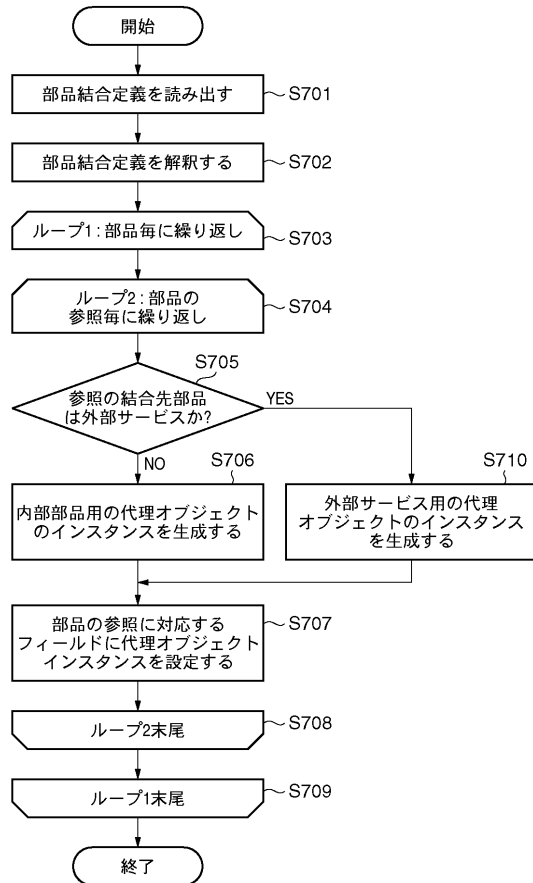 開始
部品結合定義を読み出す
S701
部品結合定義を解釈する
S702
ループ1:部品毎に繰り返し
S703
ループ2:部品の
参照毎に繰り返し
S704
S705
参照の結合先部品
は外部サービスか?
YES
NO
S706
内部部品用の代理オブジェクト
のインスタンスを生成する
S710
外部サービス用の代理
オブジェクトのインスタンス
を生成する
部品の参照に対応する
フィールドに代理オブジェクト
インスタンスを設定する
S707
ループ2末尾
S708
ループ1末尾
S709
終了